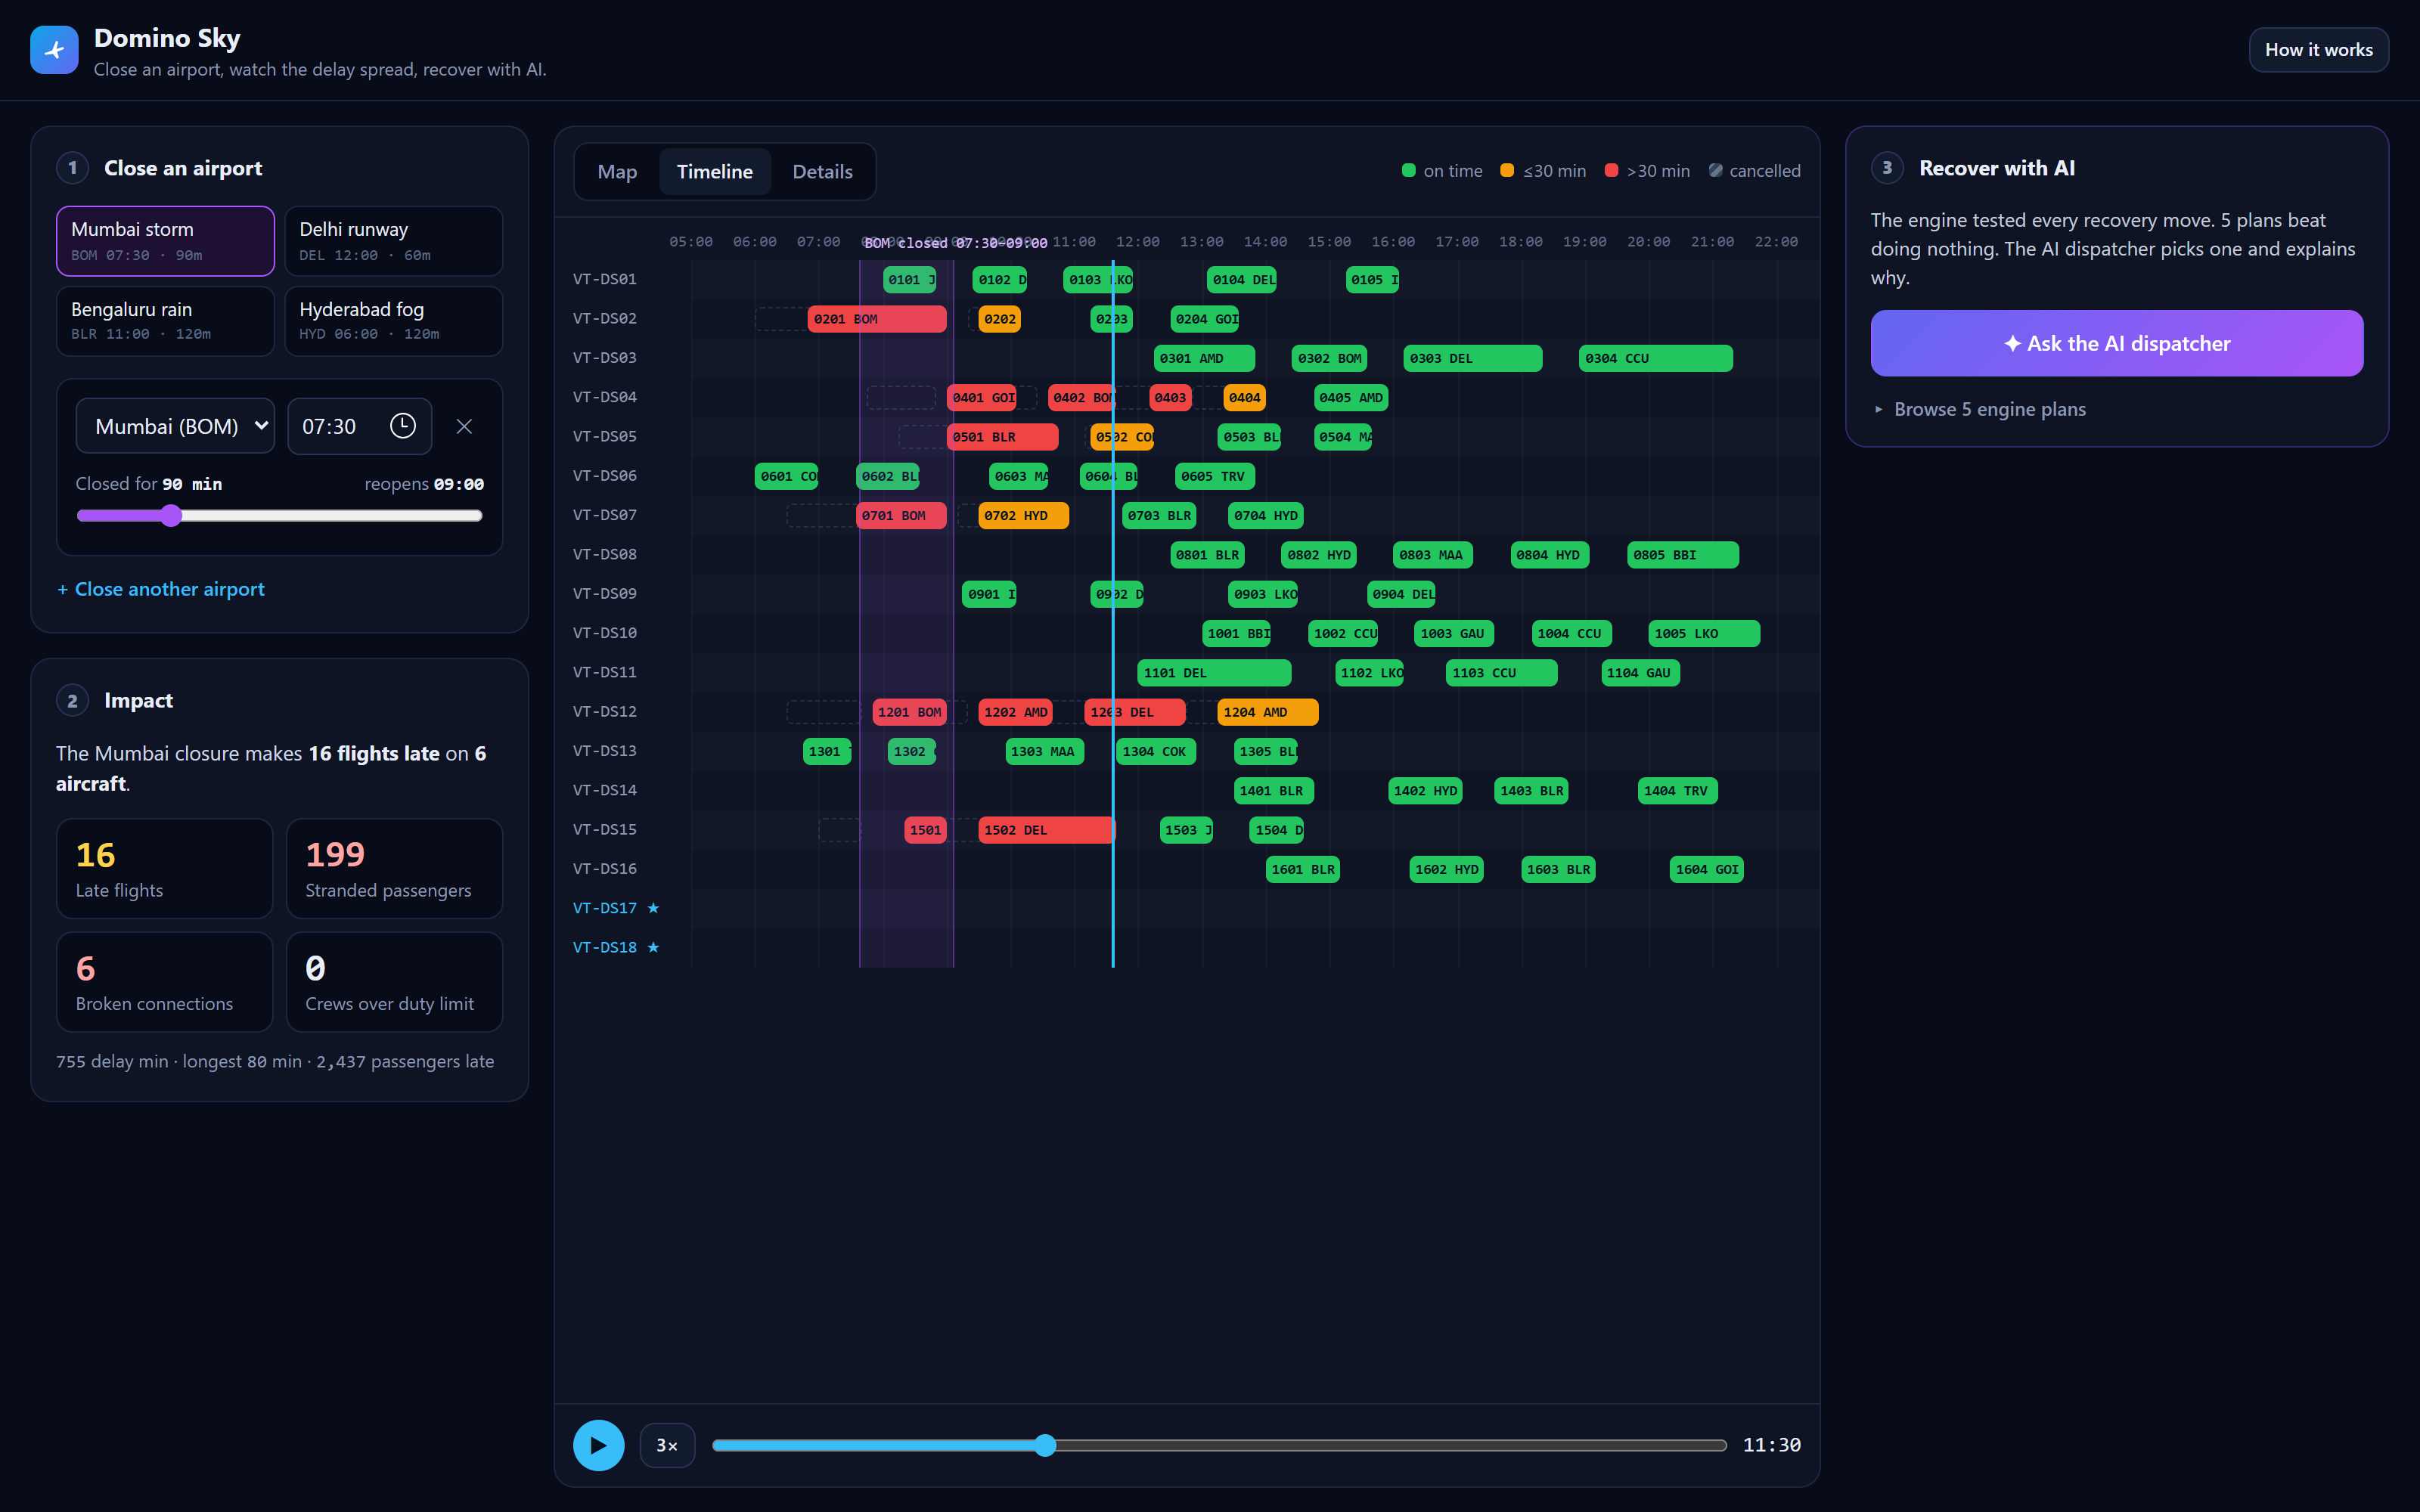 Domino Sky
Close an airport, watch the delay spread, recover with AI.
How it works
1 Close an airport
Mumbai storm
BOM 07:30 · 90m
Delhi runway
DEL 12:00 · 60m
Bengaluru rain
BLR 11:00 · 120m
Hyderabad fog
HYD 06:00 · 120m
Mumbai (BOM) 07:30
Closed for 90 min reopens 09:00
+ Close another airport
2 Impact
The Mumbai closure makes 16 flights late on 6
aircraft.
16
Late flights
199
Stranded passengers
6
Broken connections
0
Crews over duty limit
755 delay min · longest 80 min · 2,437 passengers late
Map Timeline Details
on time ≤30 min >30 min cancelled
05:00 06:00 07:00 BOM closed 07:30–09:00 11:00 12:00 13:00 14:00 15:00 16:00 17:00 18:00 19:00 20:00 21:00 22:00
VT-DS01 0101 J 0102 D 0103 LKO 0104 DEL 0105 I
VT-DS02 0201 BOM 0202 0203 0204 GOI
VT-DS03 0301 AMD 0302 BOM 0303 DEL 0304 CCU
VT-DS04 0401 GOI 0402 BOM 0403 0404 0405 AMD
VT-DS05 0501 BLR 0502 CO 0503 BL 0504 MA
VT-DS06 0601 CO 0602 BL 0603 MA 0604 BL 0605 TRV
VT-DS07 0701 BOM 0702 HYD 0703 BLR 0704 HYD
VT-DS08 0801 BLR 0802 HYD 0803 MAA 0804 HYD 0805 BBI
VT-DS09 0901 I 0902 D 0903 LKO 0904 DEL
VT-DS10 1001 BBI 1002 CCU 1003 GAU 1004 CCU 1005 LKO
VT-DS11 1101 DEL 1102 LKO 1103 CCU 1104 GAU
VT-DS12 1201 BOM 1202 AMD 1203 DEL 1204 AMD
VT-DS13 1301 1302 1303 MAA 1304 COK 1305 BL
VT-DS14 1401 BLR 1402 HYD 1403 BLR 1404 TRV
VT-DS15 1501 1502 DEL 1503 J 1504 D
VT-DS16 1601 BLR 1602 HYD 1603 BLR 1604 GOI
VT-DS17 ★
VT-DS18 ★
3× 11:30
3 Recover with AI
The engine tested every recovery move. 5 plans beat
doing nothing. The AI dispatcher picks one and explains
why.
✦ Ask the AI dispatcher
▸ Browse 5 engine plans